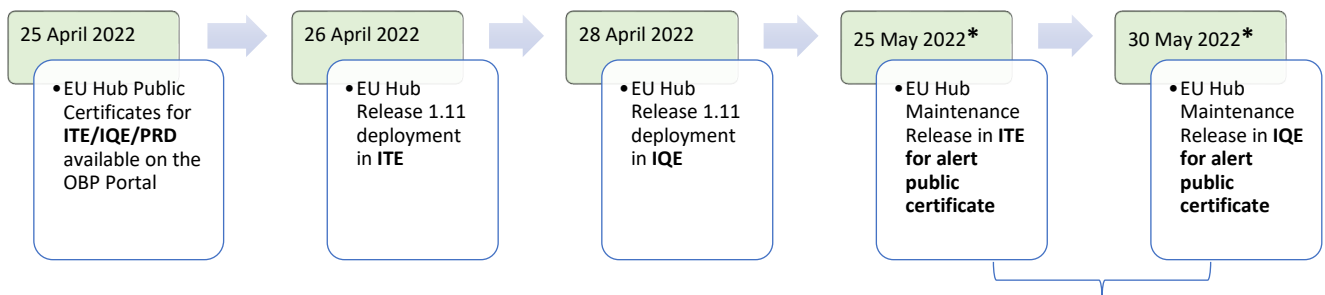 25 April 2022
•EU Hub Public
Certificates for
ITE/IQE/PRD
available on the
OBP Portal
26 April 2022
•EU Hub
Release 1.11
deployment
in ITE
28 April 2022
•EU Hub
Release 1.11
deployment
in IQE
25 May 2022*
•EU Hub
Maintenance
Release in ITE
for alert
public
certificate
30 May 2022*
•EU Hub
Maintenance
Release in IQE
for alert
public
certificate